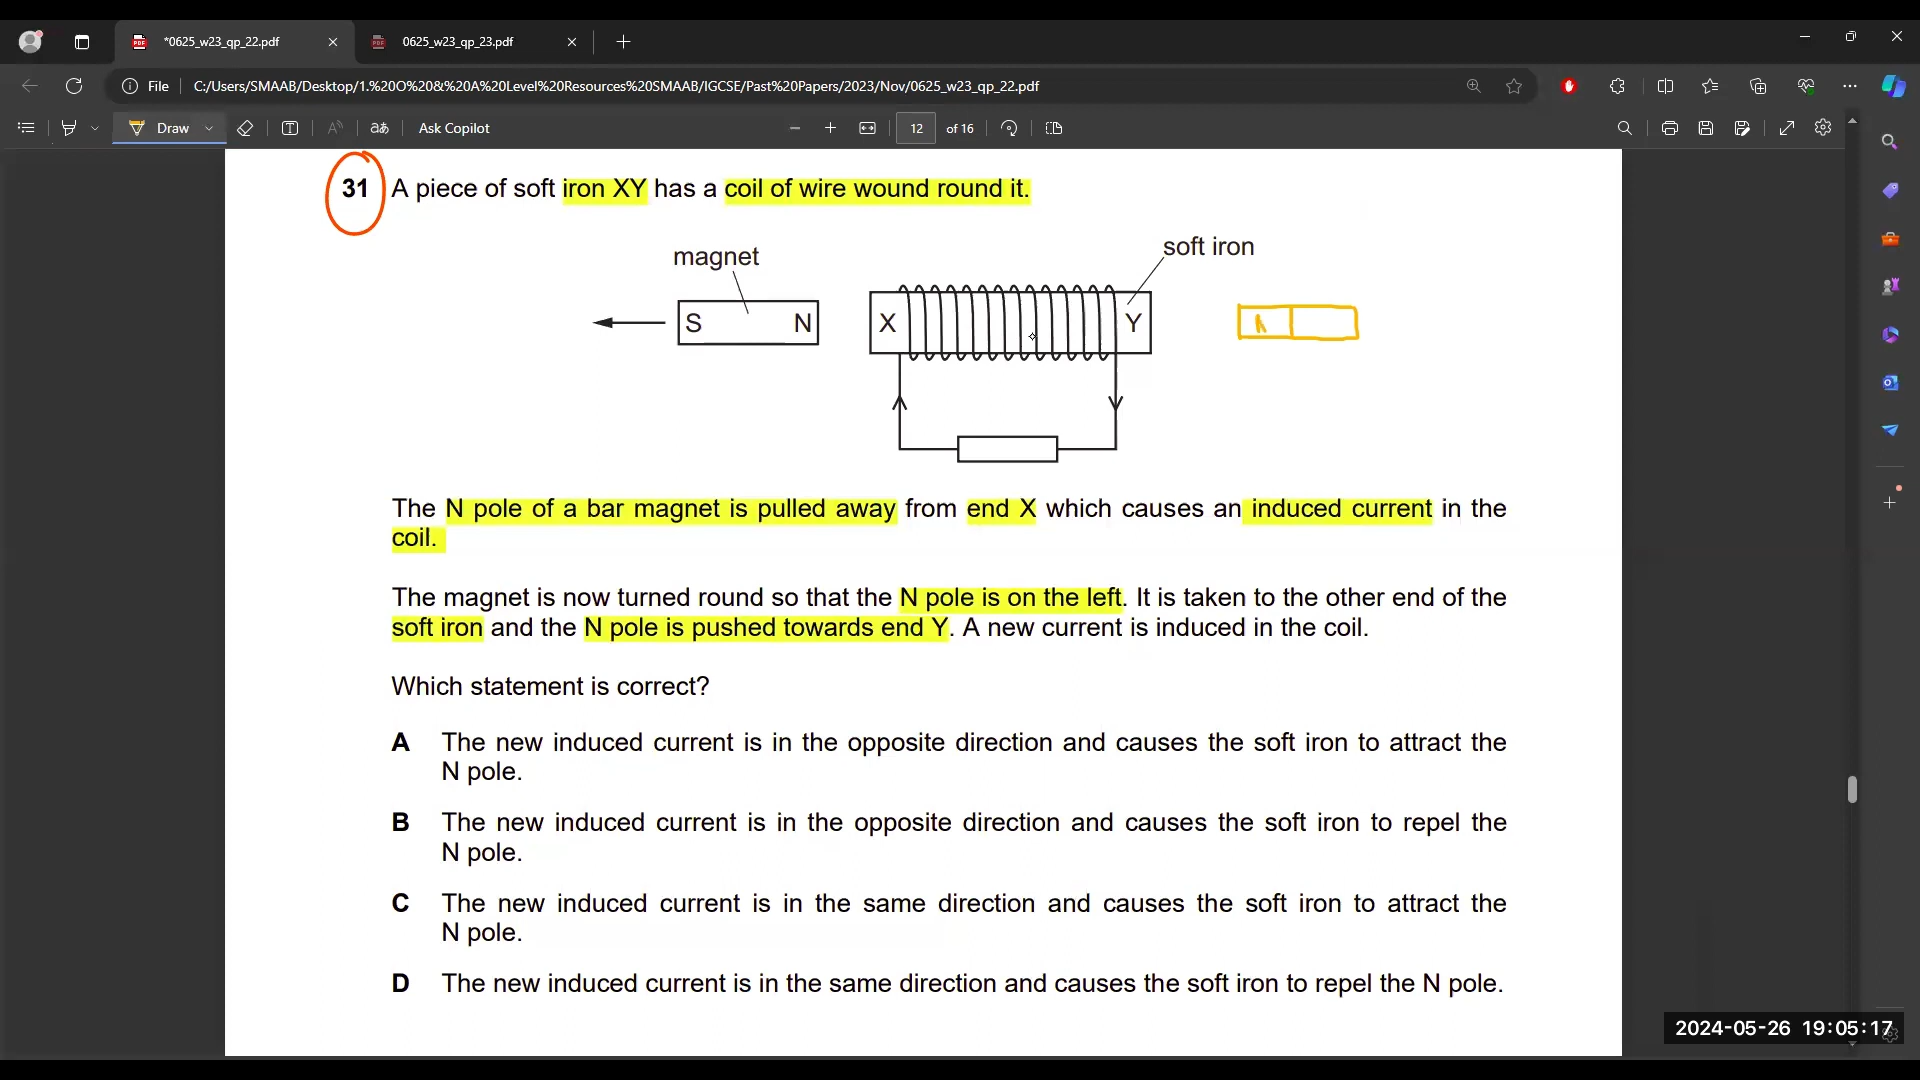 *0625_w23_qp_22.pdf
0625_w23_qp_23.pdf
File
C:/Users/SMAAB/Desktop/1.%20O%20&%20A%20Level%20Resources%20SMAAB/IGCSE/Past%20Papers/2023/Nov/0625_w23_qp_22.pdf
Draw
aあ
Ask Copilot
12
of 16
31 A piece of soft iron XY has a coil of wire wound round it.
soft iron
magnet
S N X Y
The N pole of a bar magnet is pulled away from end X which causes an induced current in the
coil.
The magnet is now turned round so that the N pole is on the left. It is taken to the other end of the
soft iron and the N pole is pushed towards end Y. A new current is induced in the coil.
Which statement is correct?
A The new induced current is in the opposite direction and causes the soft iron to attract the
N pole.
B The new induced current is in the opposite direction and causes the soft iron to repel the
N pole.
C The new induced current is in the same direction and causes the soft iron to attract the
N pole.
D The new induced current is in the same direction and causes the soft iron to repel the N pole.
2024-05-26 19:05:17